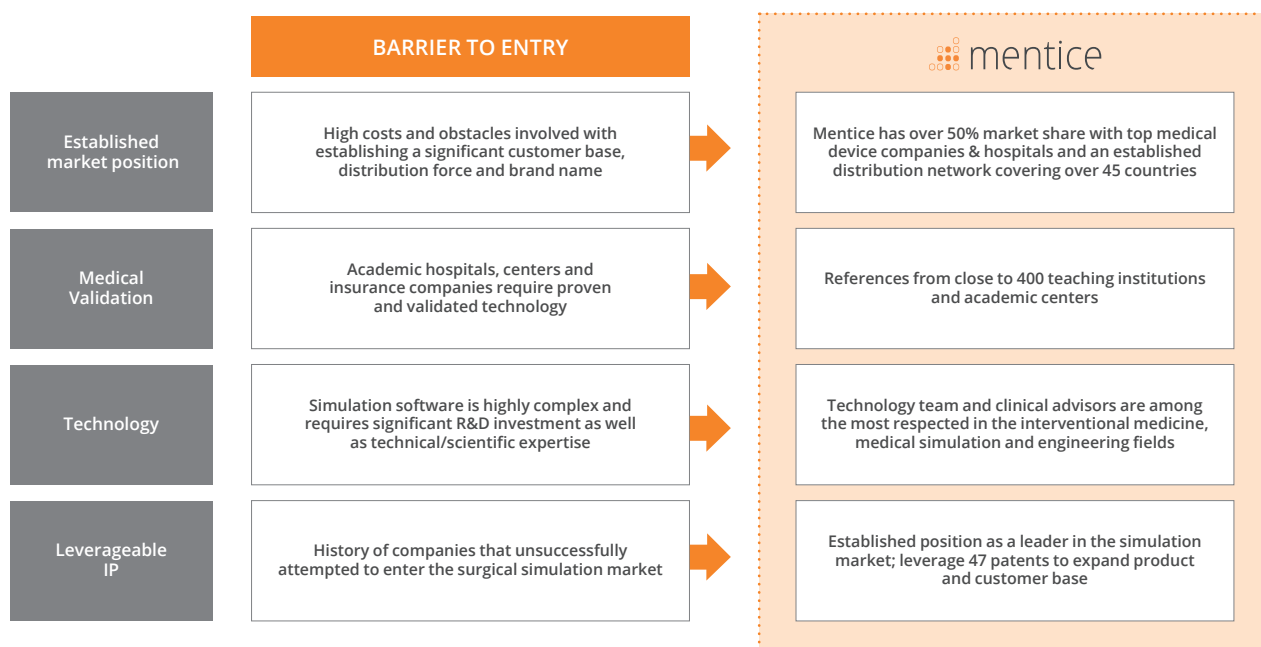 BARRIER TO ENTRY
mentice
Established
market position
High costs and obstacles involved with
establishing a significant customer base,
distribution force and brand name
Mentice has over 50% market share with top medical
device companies & hospitals and an established
distribution network covering over 45 countries
Medical
Validation
Academic hospitals, centers and
insurance companies require proven
and validated technology
References from close to 400 teaching institutions
and academic centers
Technology
Simulation software is highly complex and
requires significant R&D investment as well
as technical/scientific expertise
Technology team and clinical advisors are among
the most respected in the interventional medicine,
medical simulation and engineering fields
Leverageable
IP
History of companies that unsuccessfully
attempted to enter the surgical simulation market
Established position as a leader in the simulation
market; leverage 47 patents to expand product
and customer base